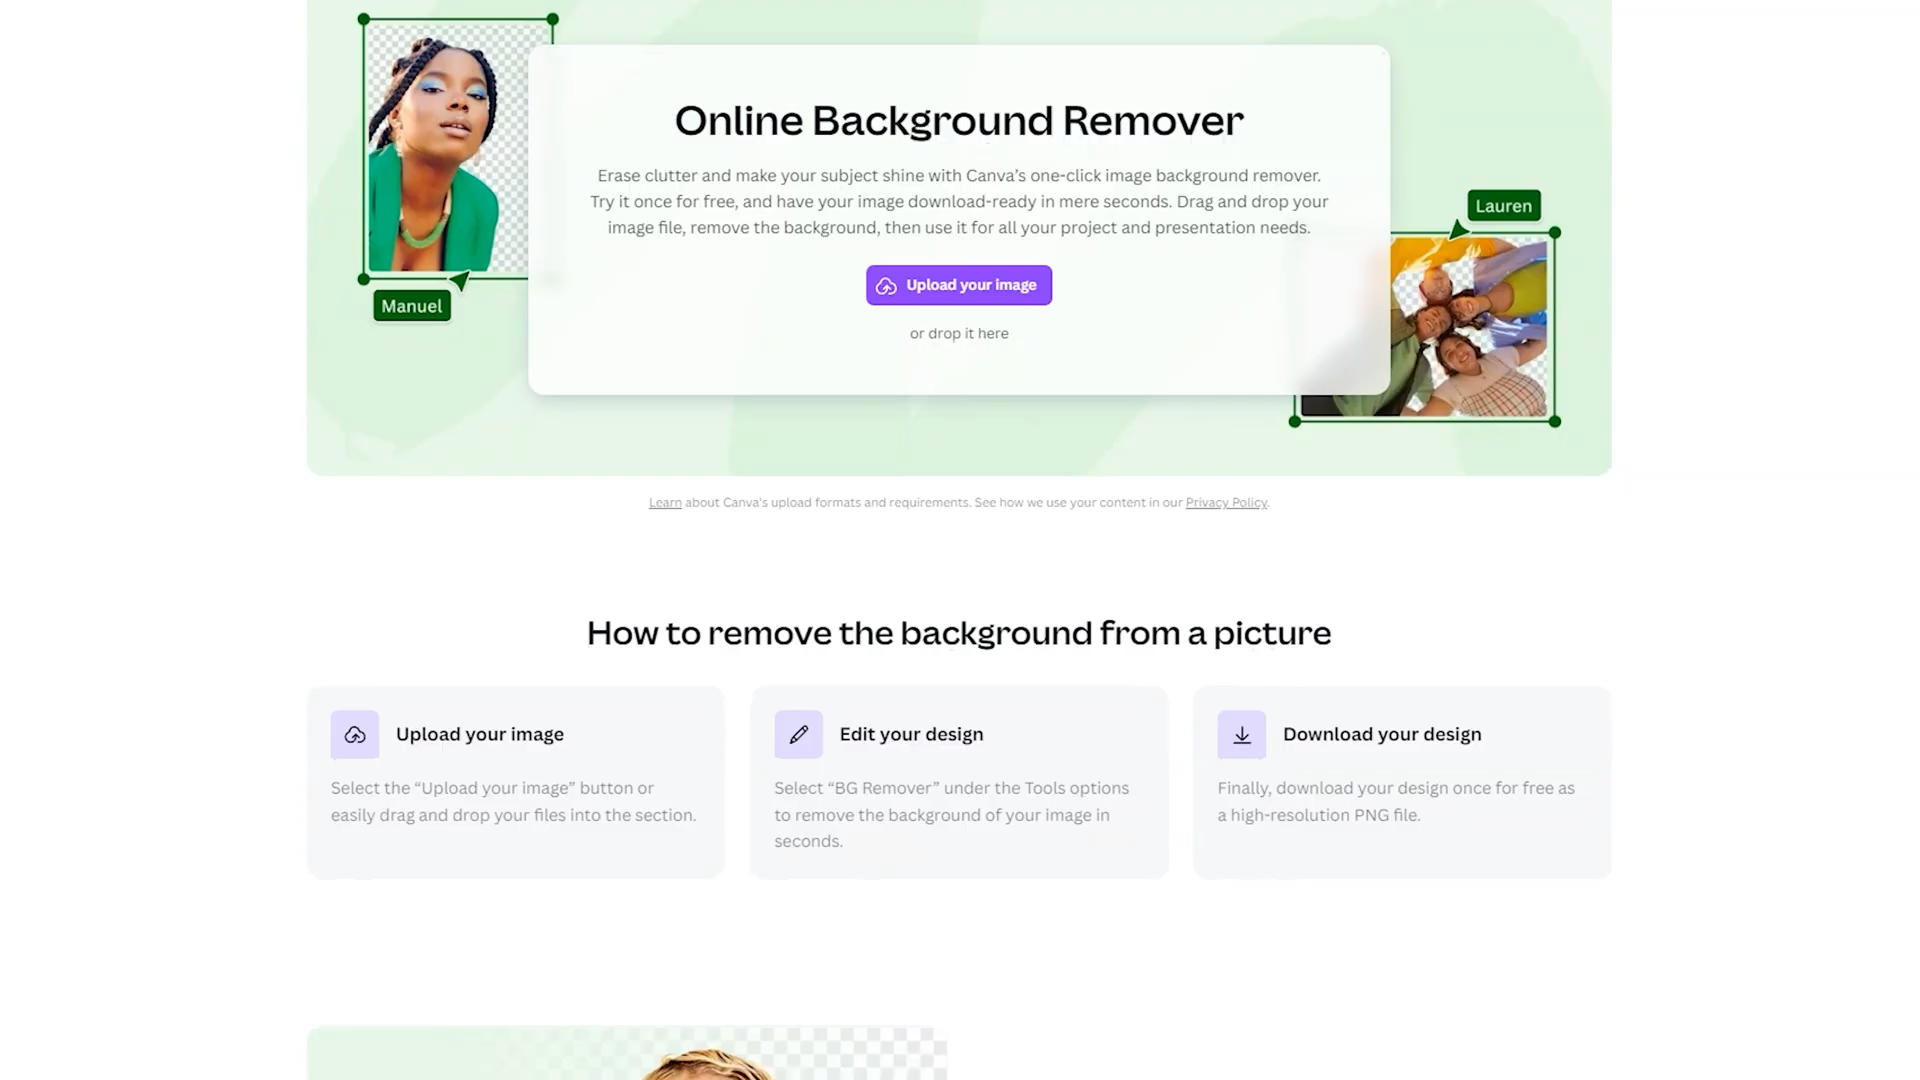 Online Background Remover
Erase clutter and make your subject shine with Canva's one-click image background remover.
Try it once for free, and have your image download-ready in mere seconds. Drag and drop your
image file, remove the background, then use it for all your project and presentation needs.
Upload your image
or drop it here
Manuel
Lauren
Learn about Canva's upload formats and requirements. See how we use your content in our Privacy Policy.
How to remove the background from a picture
Upload your image
Select the “Upload your image” button or
easily drag and drop your files into the section.
Edit your design
Select “BG Remover” under the Tools options
to remove the background of your image in
seconds.
Download your design
Finally, download your design once for free as
a high-resolution PNG file.